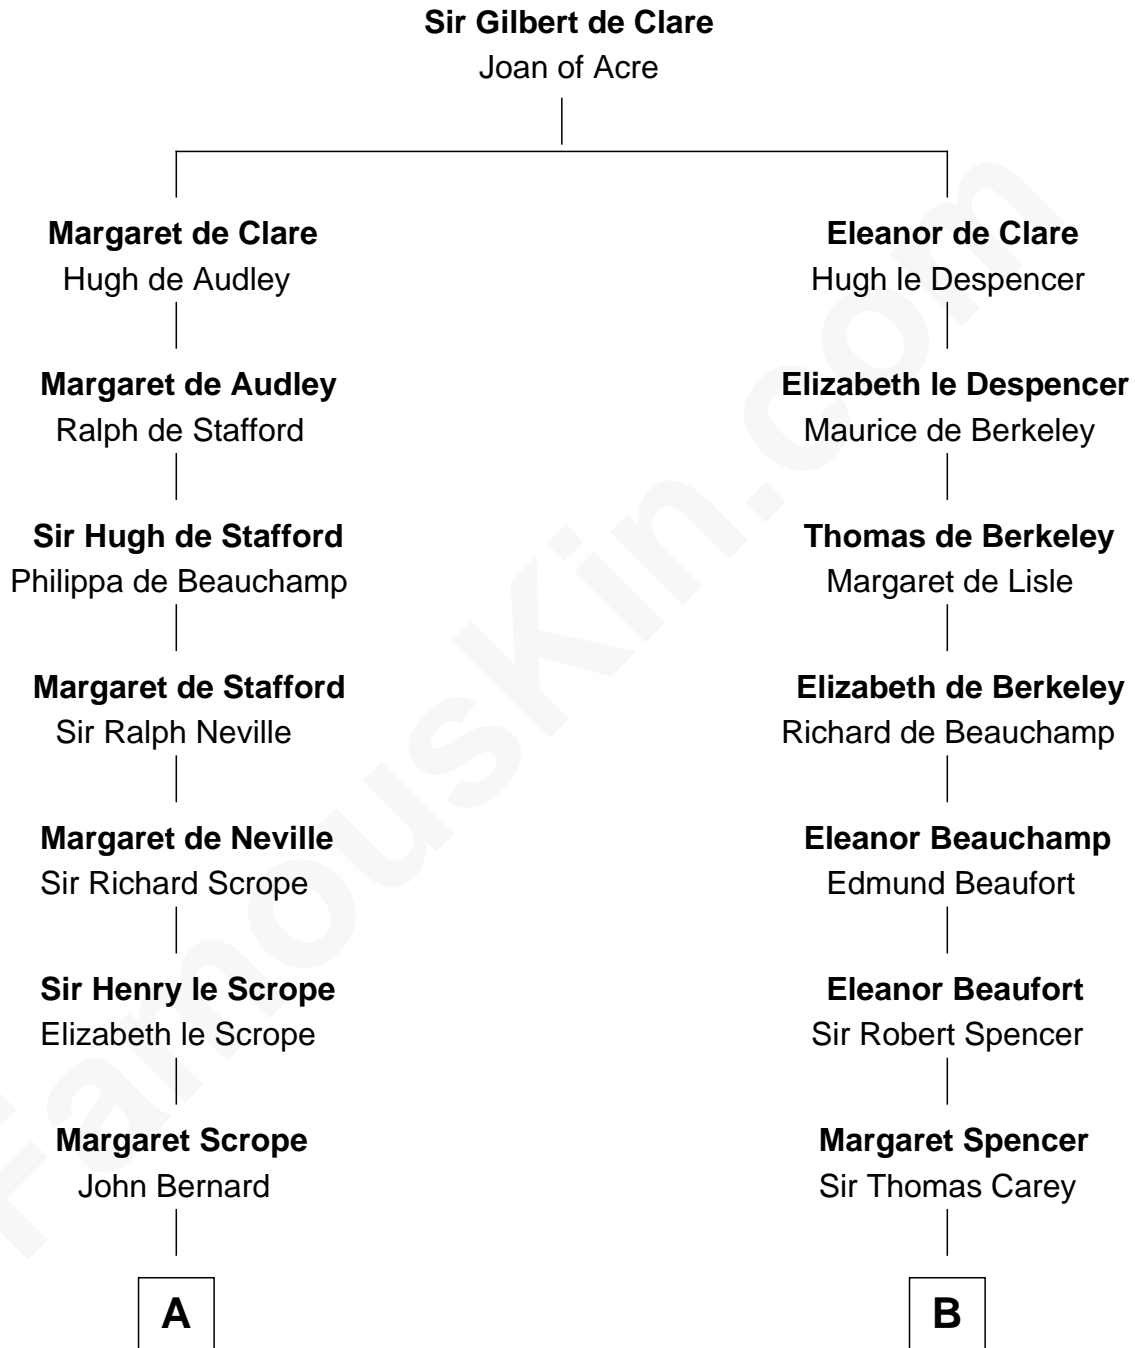 Sir Gilbert de Clare
Joan of Acre
Margaret de Clare
Hugh de Audley
Eleanor de Clare
Hugh le Despencer
Margaret de Audley
Ralph de Stafford
Elizabeth le Despencer
Maurice de Berkeley
Sir Hugh de Stafford
Philippa de Beauchamp
Thomas de Berkeley
Margaret de Lisle
Margaret de Stafford
Sir Ralph Neville
Elizabeth de Berkeley
Richard de Beauchamp
Margaret de Neville
Sir Richard Scrope
Eleanor Beauchamp
Edmund Beaufort
Sir Henry le Scrope
Elizabeth le Scrope
Eleanor Beaufort
Sir Robert Spencer
Margaret Scrope
John Bernard
Margaret Spencer
Sir Thomas Carey
A
B
FamousKin.com